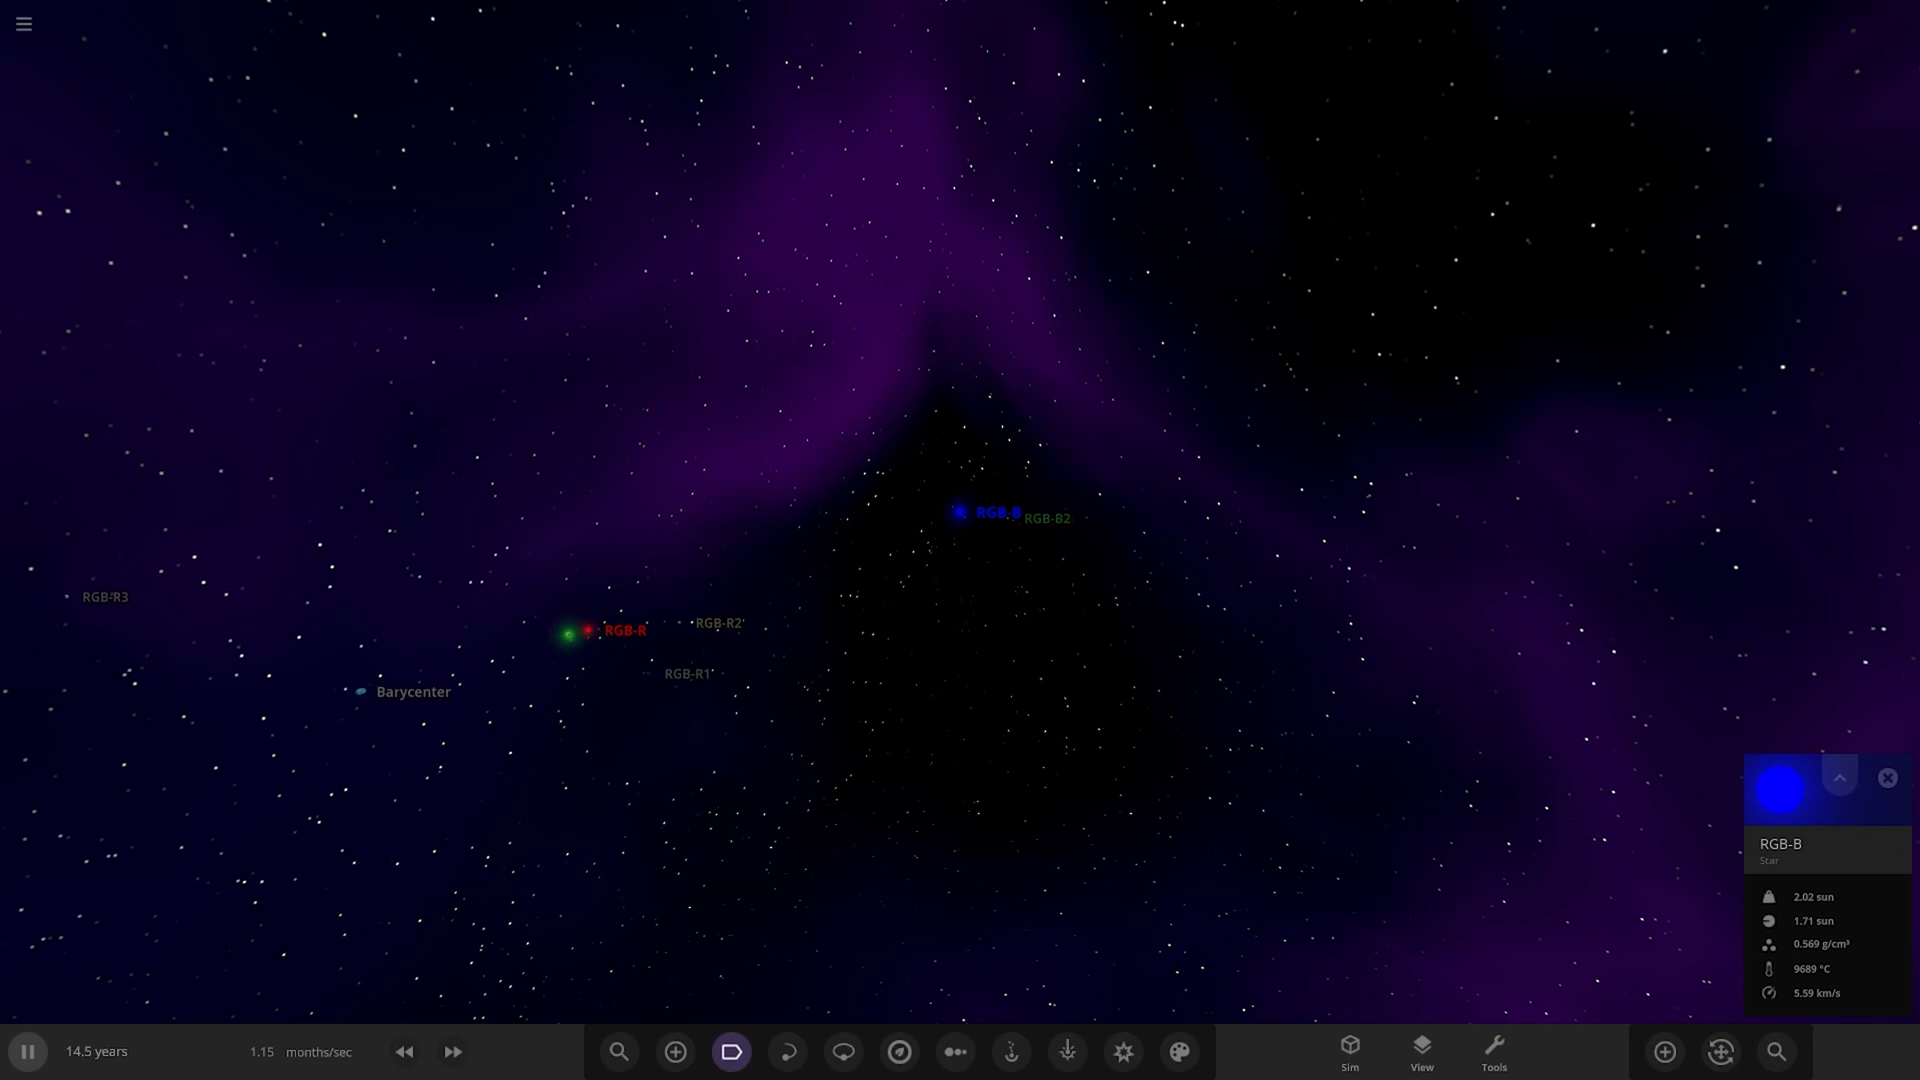 RGB-B
RGB-B2
RGB-R3
RGB-R
RGB-R2
RGB-R1
Barycenter
RGB-B
Star
2.02 sun
1.71 sun
0.569 g/cm³
9689 °C
5.59 km/s
14.5 years
1.15 months/sec
Sim
View
Tools